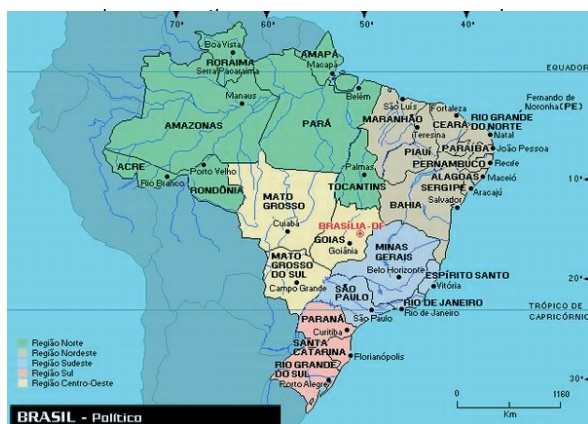 70°
60°
50°
40°
Boa Vista
RORAIMA
Serra Pacaraima
AMAPÁ
Macapá
EQUADOR
Manaus
Belém
São Luís
Fortaleza
Fernando de
Noronha(PE)
AMAZONAS
PARÁ
MARANHÃO
Teresina
CEARÁ
RIO GRANDE
DO NORTE
Natal
PIAUÍ
PARAÍBA
João Pessoa
ACRE
Porto Velho
Rio Branco
RONDÔNIA
Palmas
TOCANTINS
PERNAMBUCO
Recife
ALAGOAS
Maceió
SERGIPE
Aracajú
10°
MATO
GROSSO
Cuiabá
BAHIA
Salvador
BRASÍLIA-DF
GOIÁS
Goiânia
MATO
GROSSO
DO SUL
Campo Grande
MINAS
GERAIS
Belo Horizonte
ESPÍRITO SANTO
Vitória
20°
SÃO
PAULO
São Paulo
RIO DE JANEIRO
Rio de Janeiro
TRÓPICO DE
CAPRICÓRNIO
PARANÁ
Curitiba
SANTA
CATARINA
Florianópolis
RIO GRANDE
DO SUL
Porto Alegre
30°
Região Norte
Região Nordeste
Região Sudeste
Região Sul
Região Centro-Oeste
0
1160
Km
BRASIL - Político